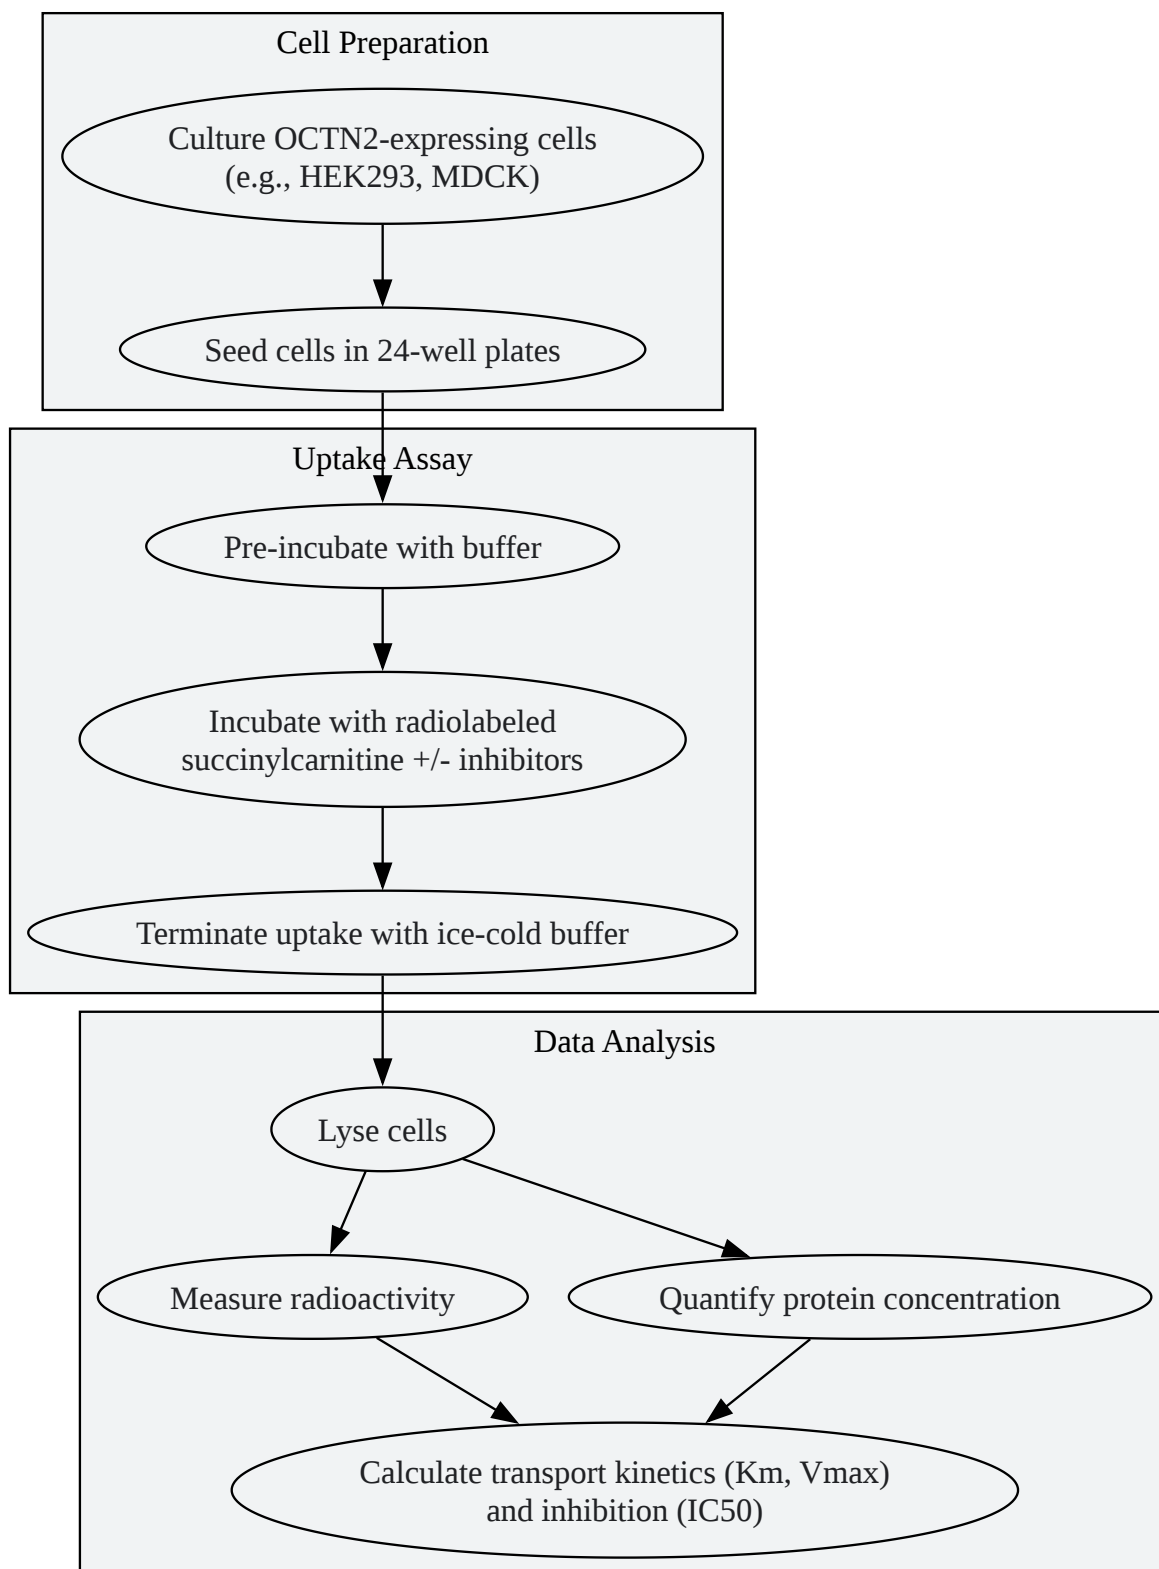 Cell Preparation
Culture OCTN2-expressing cells
(e.g., HEK293, MDCK)
Seed cells in 24-well plates
Uptake Assay
Pre-incubate with buffer
Incubate with radiolabeled
succinylcarnitine +/- inhibitors
Terminate uptake with ice-cold buffer
Data Analysis
Lyse cells
Measure radioactivity
Quantify protein concentration
Calculate transport kinetics (Km, Vmax)
and inhibition (IC50)